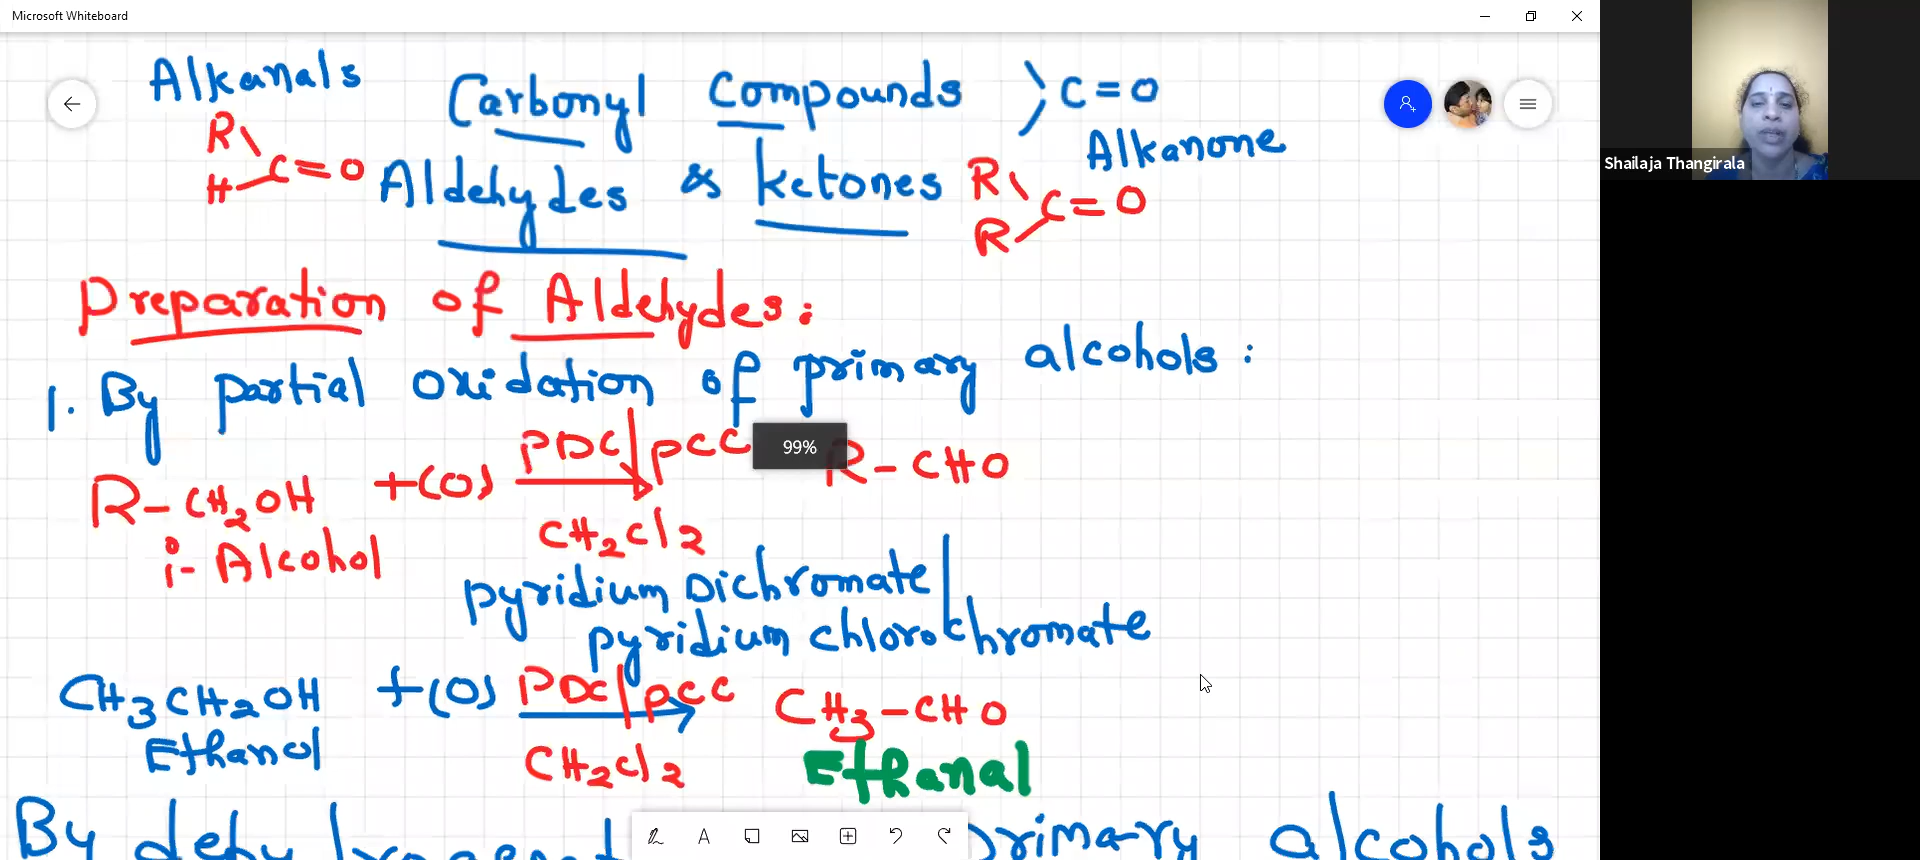 Microsoft Whiteboard
Alkanals
Carbonyl Compounds >C=O
Alkanone
R
H C=O
Aldehydes & ketones
R
R C=O
Shailaja Thangirala
Preparation of Aldehydes:
1. By partial oxidation of primary alcohols:
R-CH2OH +(O) PDC/PCC R-CHO
CH2Cl2
i-Alcohol
99%
pyridium Dichromate/
pyridium chlorochromate
CH3CH2OH +(O) PDC/PCC CH3-CHO
Ethanol
CH2Cl2
Ethanal
By primary alcohols